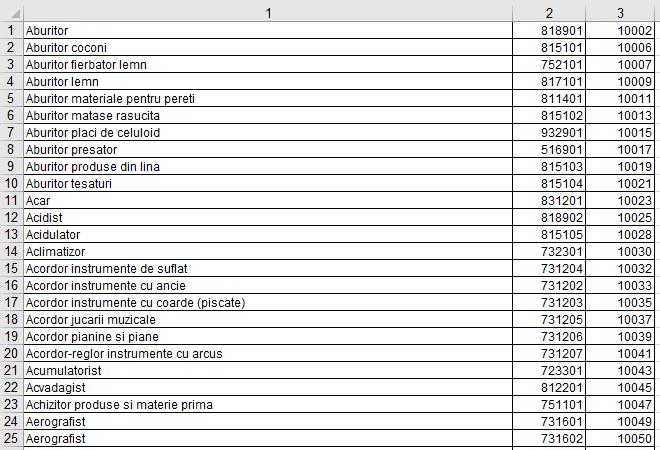 1 2 3
1 Aburitor 818901 10002
2 Aburitor coconi 815101 10006
3 Aburitor fierbator lemn 752101 10007
4 Aburitor lemn 817101 10009
5 Aburitor materiale pentru pereti 811401 10011
6 Aburitor matase rasucita 815102 10013
7 Aburitor placi de celuloid 932901 10015
8 Aburitor presator 516901 10017
9 Aburitor produse din lina 815103 10019
10 Aburitor tesaturi 815104 10021
11 Acar 831201 10023
12 Acidist 818902 10025
13 Acidulator 815105 10028
14 Aclimatizor 732301 10030
15 Acordor instrumente de suflat 731204 10032
16 Acordor instrumente cu ancie 731202 10033
17 Acordor instrumente cu coarde (piscate) 731203 10035
18 Acordor jucarii muzicale 731205 10037
19 Acordor pianine si piane 731206 10039
20 Acordor-reglor instrumente cu arcus 731207 10041
21 Acumulatorist 723301 10043
22 Acvadagist 812201 10045
23 Achizitor produse si materie prima 751101 10047
24 Aerografist 731601 10049
25 Aerografist 731602 10050